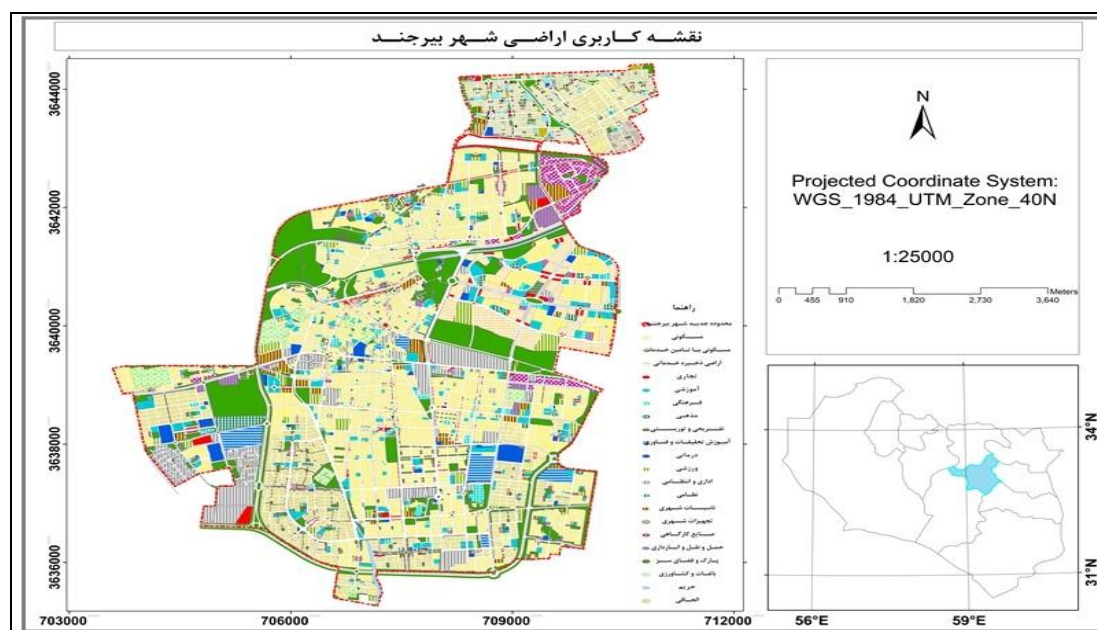 نقشه کاربری اراضی شهر بیرجند
3644000
3642000
3640000
3638000
3636000
703000
706000
709000
712000
راهنما
محدوده جدید شهر بیرجند
مسکونی
مسکونی با تامین خدمات
اراضی ذخیره خدماتی
تجاری
آموزشی
فرهنگی
مذهبی
تفریحی و توریستی
آموزش تحقیقات و فناوری
درمانی
ورزشی
اداری و انتظامی
نظامی
تاسیسات شهری
تجهیزات شهری
صنایع کارگاهی
حمل و نقل و انبارداری
پارک و فضای سبز
باغات و کشاورزی
حریم
الحاقی
N
Projected Coordinate System:
WGS_1984_UTM_Zone_40N
1:25000
Meters
0 455 910 1,820 2,730 3,640
34°N
31°N
56°E
59°E